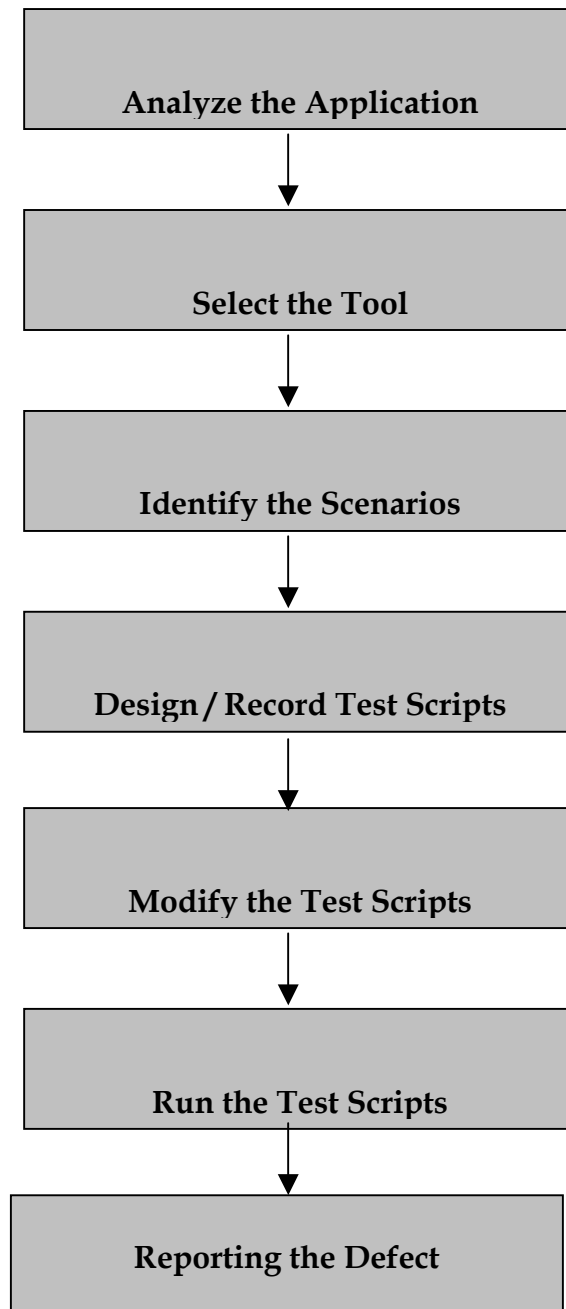 Analyze the Application
Select the Tool
Identify the Scenarios
Design / Record Test Scripts
Modify the Test Scripts
Run the Test Scripts
Reporting the Defect